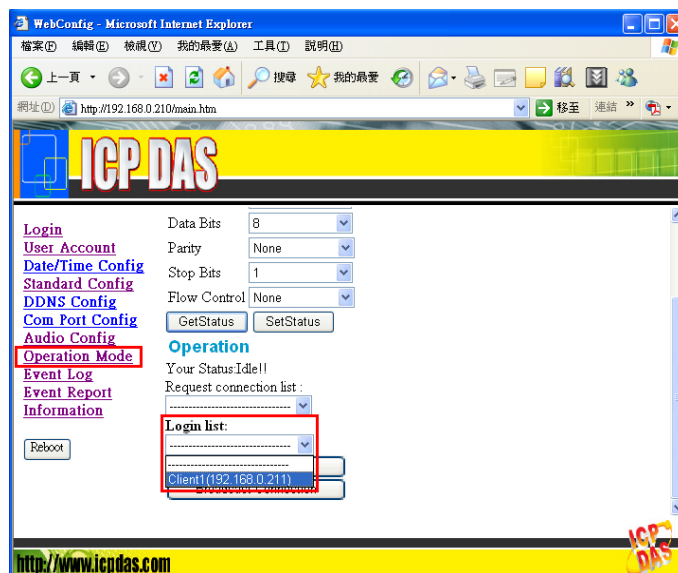 WebConfig - Microsoft Internet Explorer
檔案(F) 編輯(E) 檢視(V) 我的最愛(A) 工具(T) 說明(H)
上一頁 搜尋 我的最愛
網址(D) http://192.168.0.210/main.htm 移至 連結 »
ICP DAS
Login
User Account
Date/Time Config
Standard Config
DDNS Config
Com Port Config
Audio Config
Operation Mode
Event Log
Event Report
Information
Reboot
Data Bits 8
Parity None
Stop Bits 1
Flow Control None
GetStatus SetStatus
Operation
Your Status:Idle!!
Request connection list :
--------------------------------
Login list:
--------------------------------
--------------------------------
Client1(192.168.0.211)
http://www.icpdas.com
ICP DAS